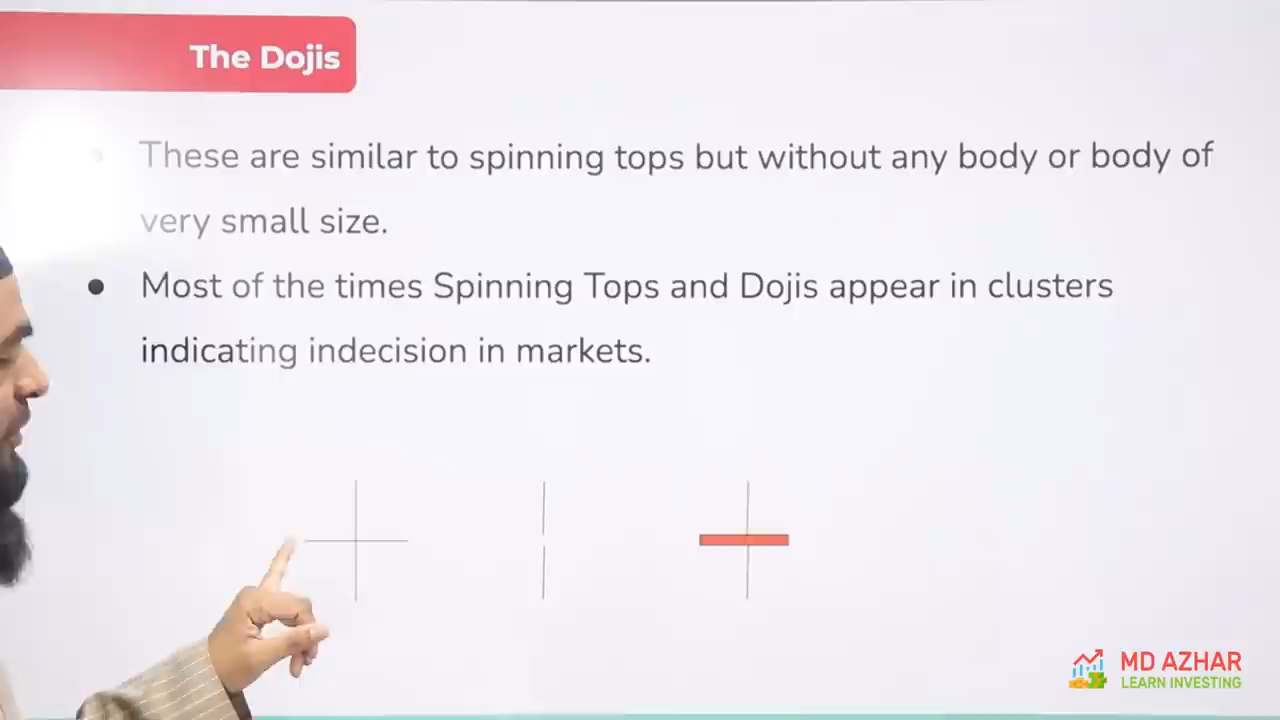 The Dojis
These are similar to spinning tops but without any body or body of
very small size.
Most of the times Spinning Tops and Dojis appear in clusters
indicating indecision in markets.
MD AZHAR
LEARN INVESTING